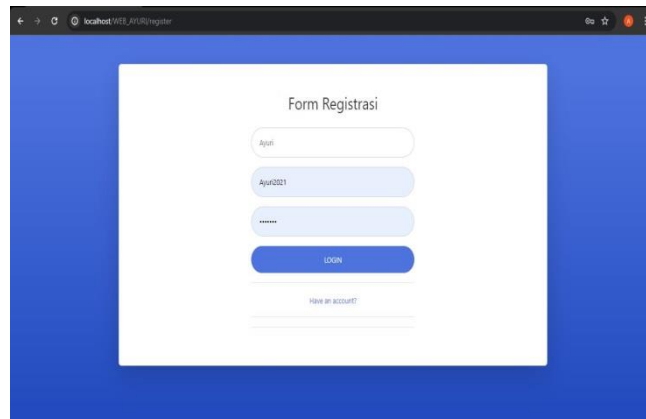 localhost/WEB_AYURI/register
Form Registrasi
Ayuri
Ayuri2021
•••••••
LOGIN
Have an account?